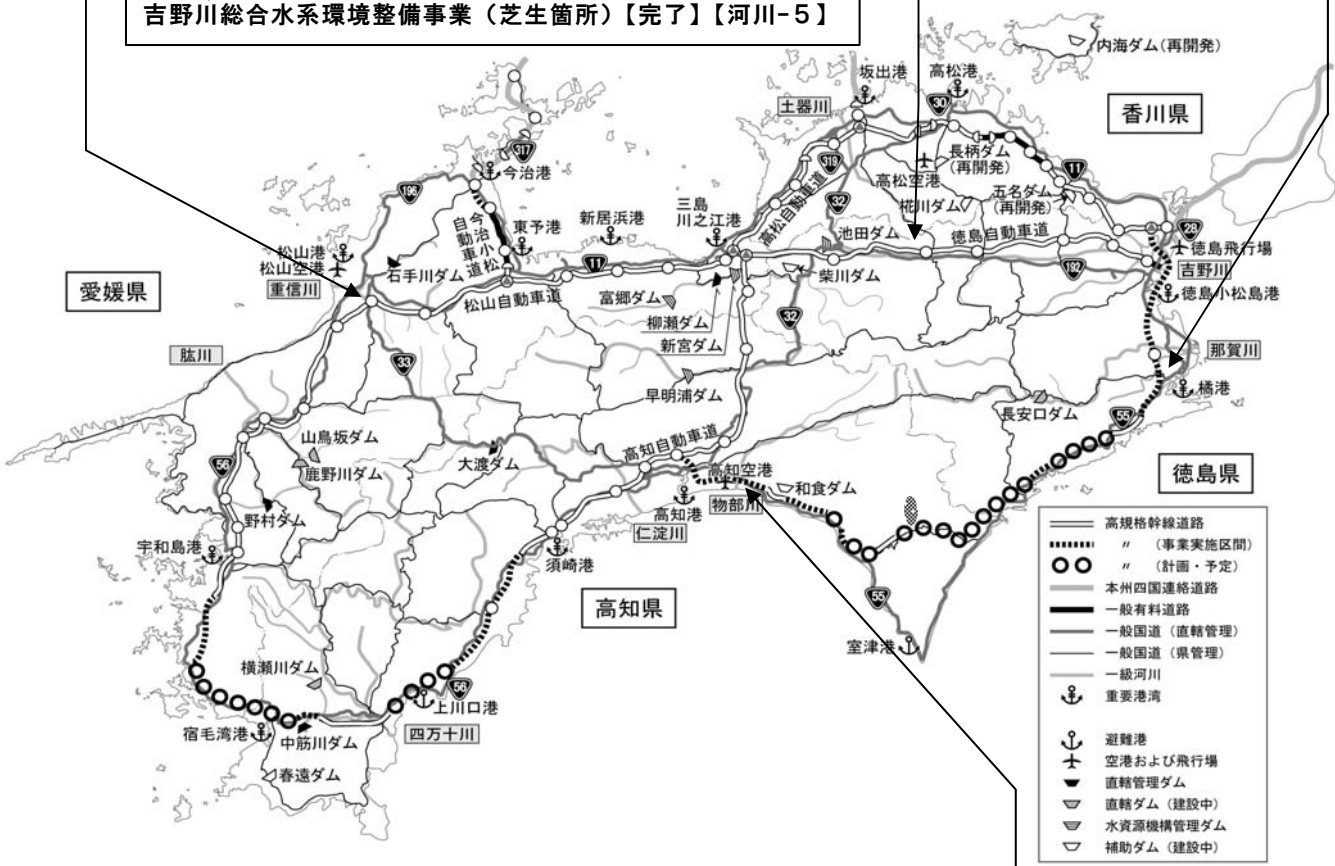 吉野川総合水系環境整備事業（芝生箇所）【完了】【河川-5】
内海ダム(再開発)
坂出港
高松港
土器川
30
香川県
317
今治港
319
長柄ダム
(再開発)
11
高松空港
196
高松自動車道
椛川ダム
五名ダム
(再開発)
三島
川之江港
32
今治小松
自動車道
東予港
新居浜港
池田ダム
徳島自動車道
28
徳島飛行場
松山港
松山空港
11
192
吉野川
石手川ダム
柴川ダム
重信川
松山自動車道
徳島小松島港
愛媛県
富郷ダム
柳瀬ダム
32
新宮ダム
肱川
33
那賀川
早明浦ダム
橘港
長安口ダム
55
山鳥坂ダム
高知自動車道
56
鹿野川ダム
大渡ダム
高知空港
徳島県
和食ダム
野村ダム
高知港
物部川
仁淀川
宇和島港
須崎港
高知県
55
室津港
横瀬川ダム
56
上川口港
宿毛湾港
中筋川ダム
四万十川
春遠ダム
高規格幹線道路
〃 （事業実施区間）
〃 （計画・予定）
本州四国連絡道路
一般有料道路
一般国道（直轄管理）
一般国道（県管理）
一級河川
重要港湾
避難港
空港および飛行場
直轄管理ダム
直轄ダム（建設中）
水資源機構管理ダム
補助ダム（建設中）